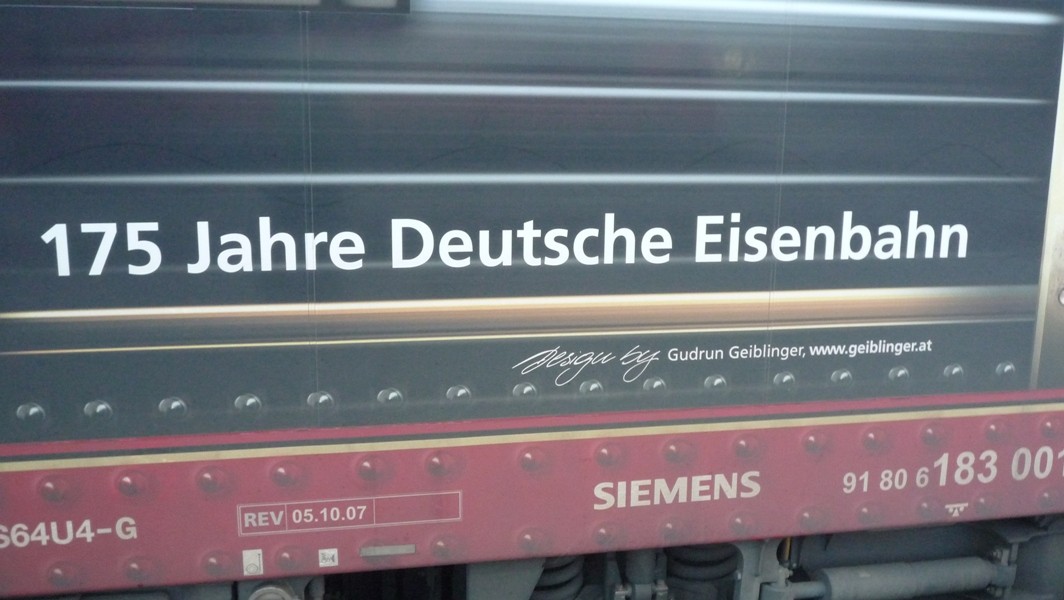 175 Jahre Deutsche Eisenbahn
design by Gudrun Geiblinger, www.geiblinger.at
SIEMENS
91 80 6183 001
S64U4-G
REV 05.10.07